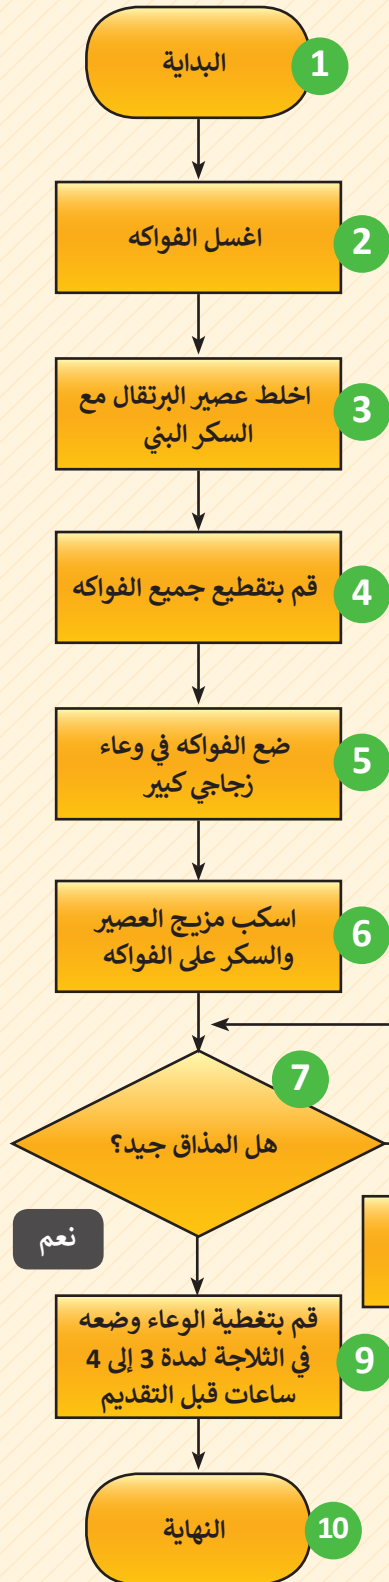 البداية
1
اغسل الفواكه
2
اخلط عصير البرتقال مع
السكر البني
3
قم بتقطيع جميع الفواكه
4
ضع الفواكه في وعاء
زجاجي كبير
5
اسكب مزيج العصير
والسكر على الفواكه
6
7
هل المذاق جيد؟
نعم
قم بتغطية الوعاء وضعه
في الثلاجة لمدة 3 إلى 4
ساعات قبل التقديم
9
النهاية
10